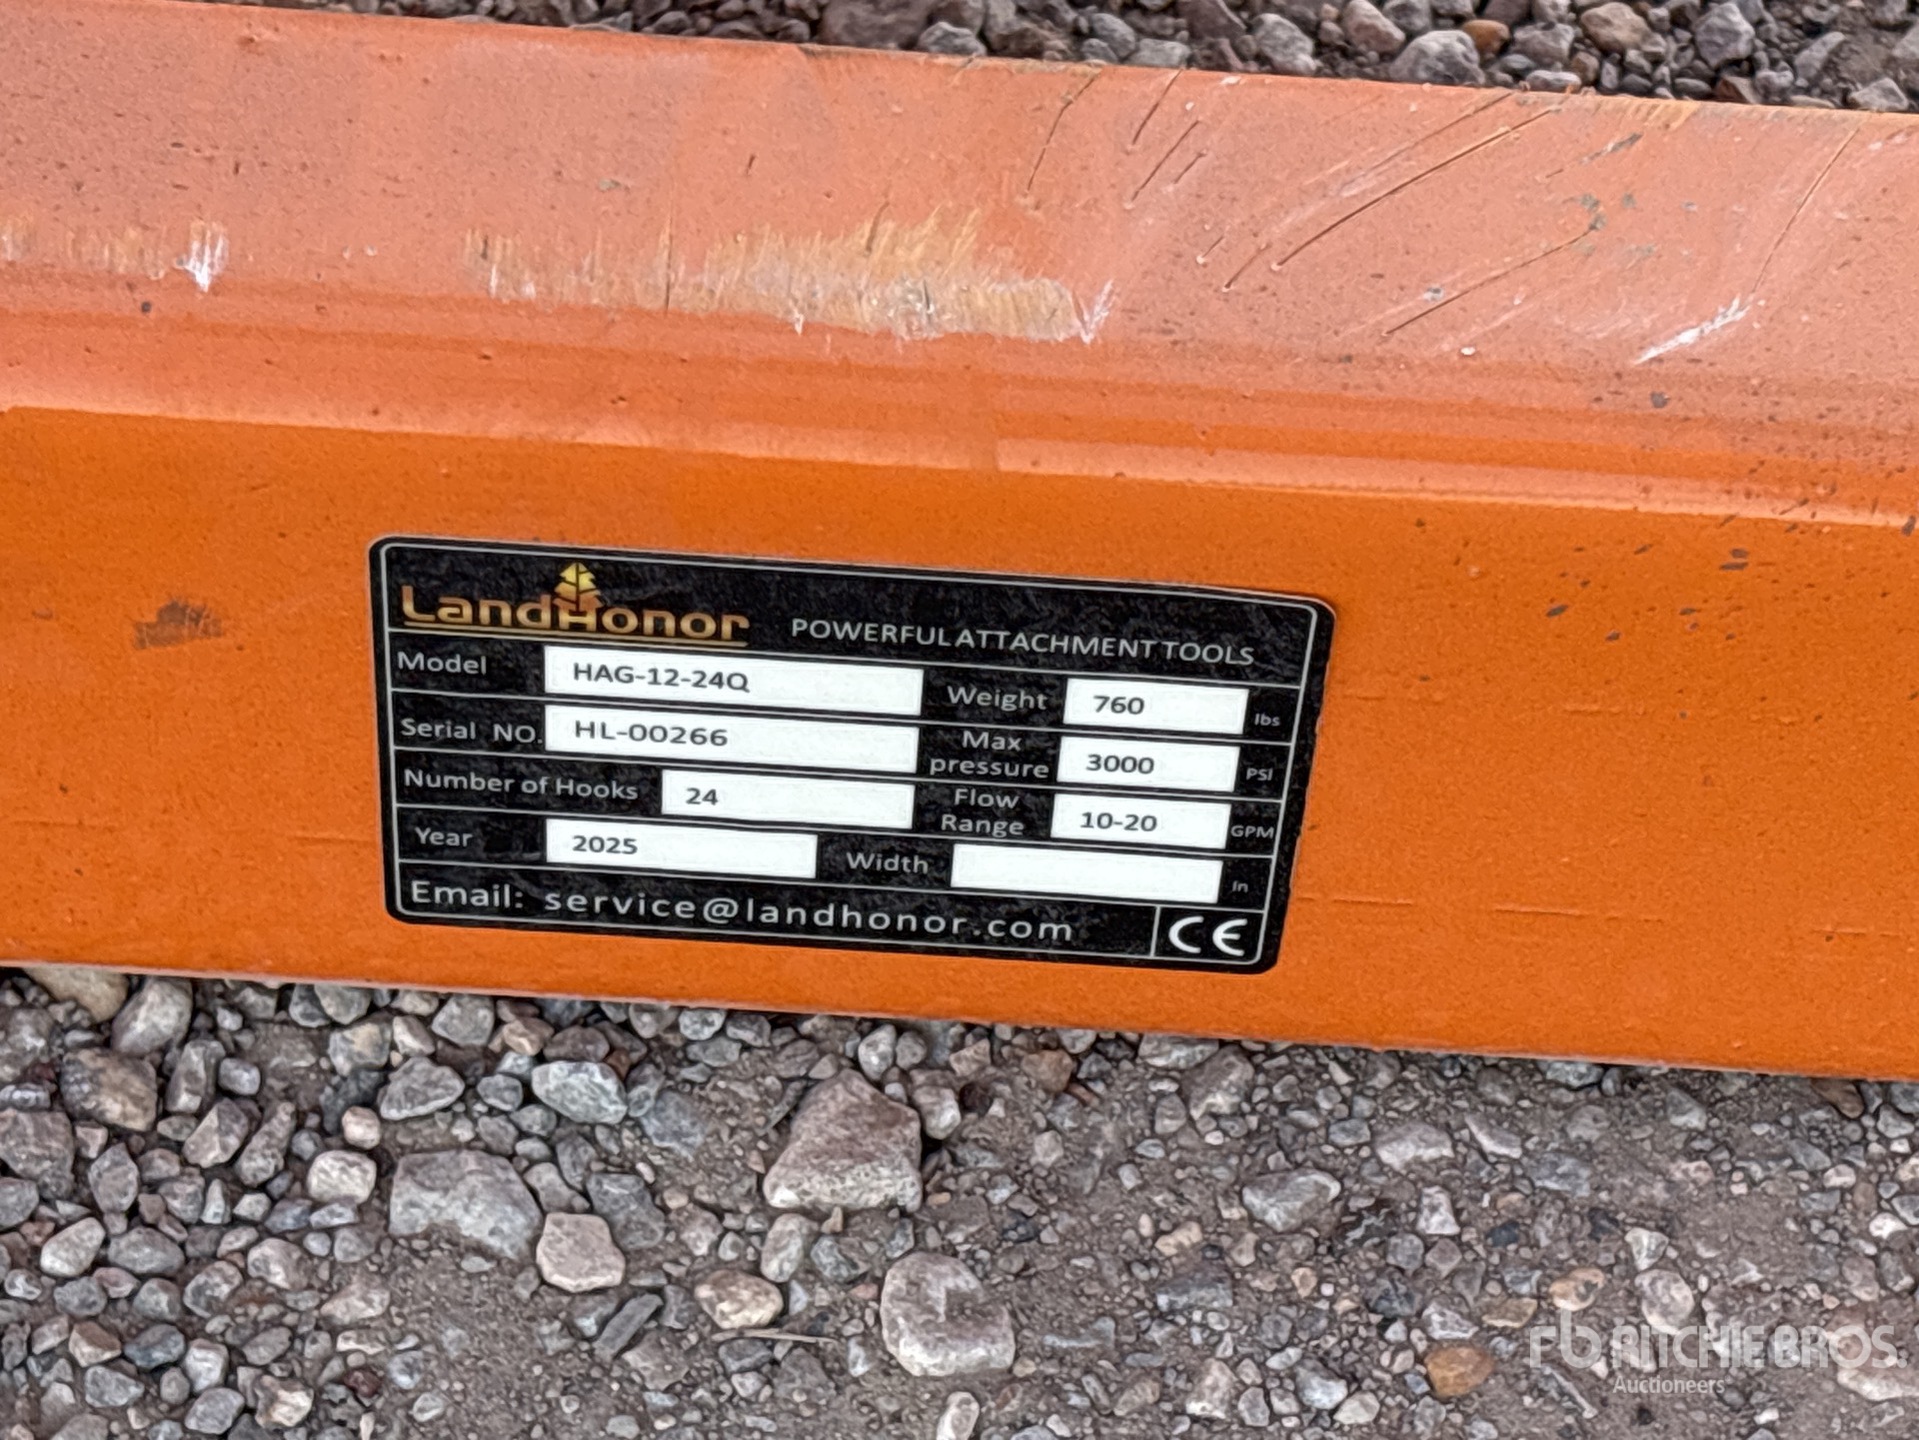 LandHonor POWERFUL ATTACHMENT TOOLS
Model HAG-12-24Q Weight 760 lbs
Serial NO. HL-00266 Max pressure 3000 PSI
Number of Hooks 24 Flow Range 10-20 GPM
Year 2025 Width In
Email: service@landhonor.com CE
rb RITCHIE BROS.
Auctioneers